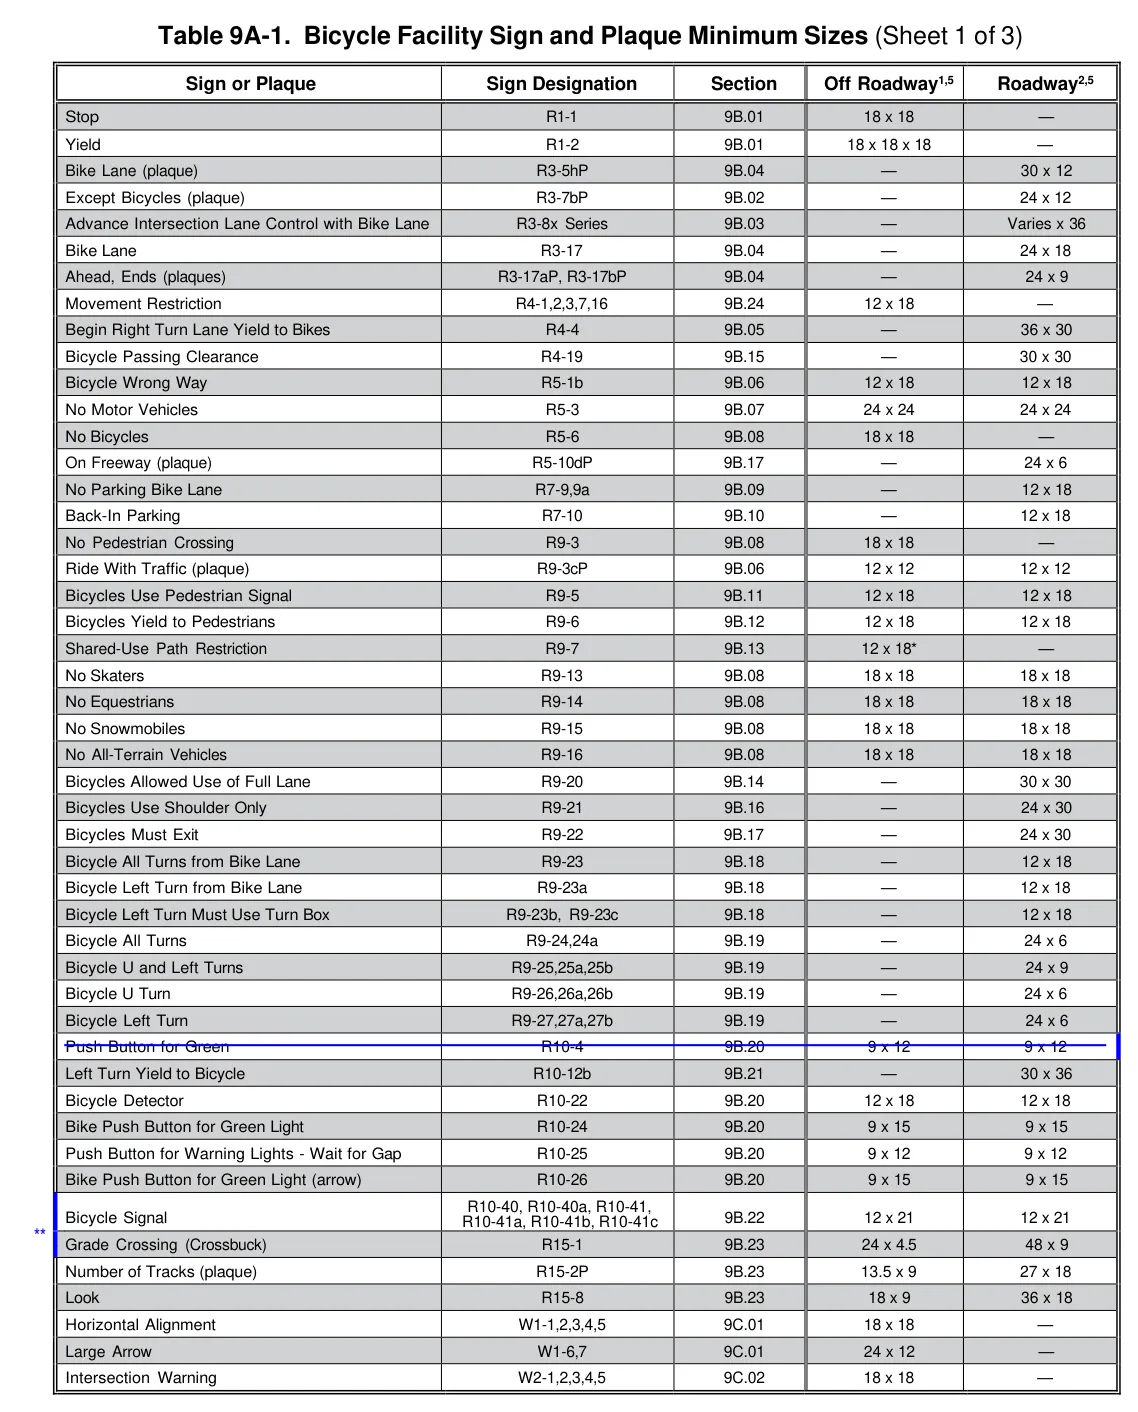 Table 9A-1. Bicycle Facility Sign and Plaque Minimum Sizes (Sheet 1 of 3)
Sign or Plaque Sign Designation Section Off Roadway1,5 Roadway2,5
Stop R1-1 9B.01 18 x 18 —
Yield R1-2 9B.01 18 x 18 x 18 —
Bike Lane (plaque) R3-5hP 9B.04 — 30 x 12
Except Bicycles (plaque) R3-7bP 9B.02 — 24 x 12
Advance Intersection Lane Control with Bike Lane R3-8x Series 9B.03 — Varies x 36
Bike Lane R3-17 9B.04 — 24 x 18
Ahead, Ends (plaques) R3-17aP, R3-17bP 9B.04 — 24 x 9
Movement Restriction R4-1,2,3,7,16 9B.24 12 x 18 —
Begin Right Turn Lane Yield to Bikes R4-4 9B.05 — 36 x 30
Bicycle Passing Clearance R4-19 9B.15 — 30 x 30
Bicycle Wrong Way R5-1b 9B.06 12 x 18 12 x 18
No Motor Vehicles R5-3 9B.07 24 x 24 24 x 24
No Bicycles R5-6 9B.08 18 x 18 —
On Freeway (plaque) R5-10dP 9B.17 — 24 x 6
No Parking Bike Lane R7-9,9a 9B.09 — 12 x 18
Back-In Parking R7-10 9B.10 — 12 x 18
No Pedestrian Crossing R9-3 9B.08 18 x 18 —
Ride With Traffic (plaque) R9-3cP 9B.06 12 x 12 12 x 12
Bicycles Use Pedestrian Signal R9-5 9B.11 12 x 18 12 x 18
Bicycles Yield to Pedestrians R9-6 9B.12 12 x 18 12 x 18
Shared-Use Path Restriction R9-7 9B.13 12 x 18* —
No Skaters R9-13 9B.08 18 x 18 18 x 18
No Equestrians R9-14 9B.08 18 x 18 18 x 18
No Snowmobiles R9-15 9B.08 18 x 18 18 x 18
No All-Terrain Vehicles R9-16 9B.08 18 x 18 18 x 18
Bicycles Allowed Use of Full Lane R9-20 9B.14 — 30 x 30
Bicycles Use Shoulder Only R9-21 9B.16 — 24 x 30
Bicycles Must Exit R9-22 9B.17 — 24 x 30
Bicycle All Turns from Bike Lane R9-23 9B.18 — 12 x 18
Bicycle Left Turn from Bike Lane R9-23a 9B.18 — 12 x 18
Bicycle Left Turn Must Use Turn Box R9-23b, R9-23c 9B.18 — 12 x 18
Bicycle All Turns R9-24,24a 9B.19 — 24 x 6
Bicycle U and Left Turns R9-25,25a,25b 9B.19 — 24 x 9
Bicycle U Turn R9-26,26a,26b 9B.19 — 24 x 6
Bicycle Left Turn R9-27,27a,27b 9B.19 — 24 x 6
Push Button for Green R10-4 9B.20 9 x 12 9 x 12
Left Turn Yield to Bicycle R10-12b 9B.21 — 30 x 36
Bicycle Detector R10-22 9B.20 12 x 18 12 x 18
Bike Push Button for Green Light R10-24 9B.20 9 x 15 9 x 15
Push Button for Warning Lights - Wait for Gap R10-25 9B.20 9 x 12 9 x 12
Bike Push Button for Green Light (arrow) R10-26 9B.20 9 x 15 9 x 15
R10-40, R10-40a, R10-41,
Bicycle Signal R10-41a, R10-41b, R10-41c 9B.22 12 x 21 12 x 21
** Grade Crossing (Crossbuck) R15-1 9B.23 24 x 4.5 48 x 9
Number of Tracks (plaque) R15-2P 9B.23 13.5 x 9 27 x 18
Look R15-8 9B.23 18 x 9 36 x 18
Horizontal Alignment W1-1,2,3,4,5 9C.01 18 x 18 —
Large Arrow W1-6,7 9C.01 24 x 12 —
Intersection Warning W2-1,2,3,4,5 9C.02 18 x 18 —